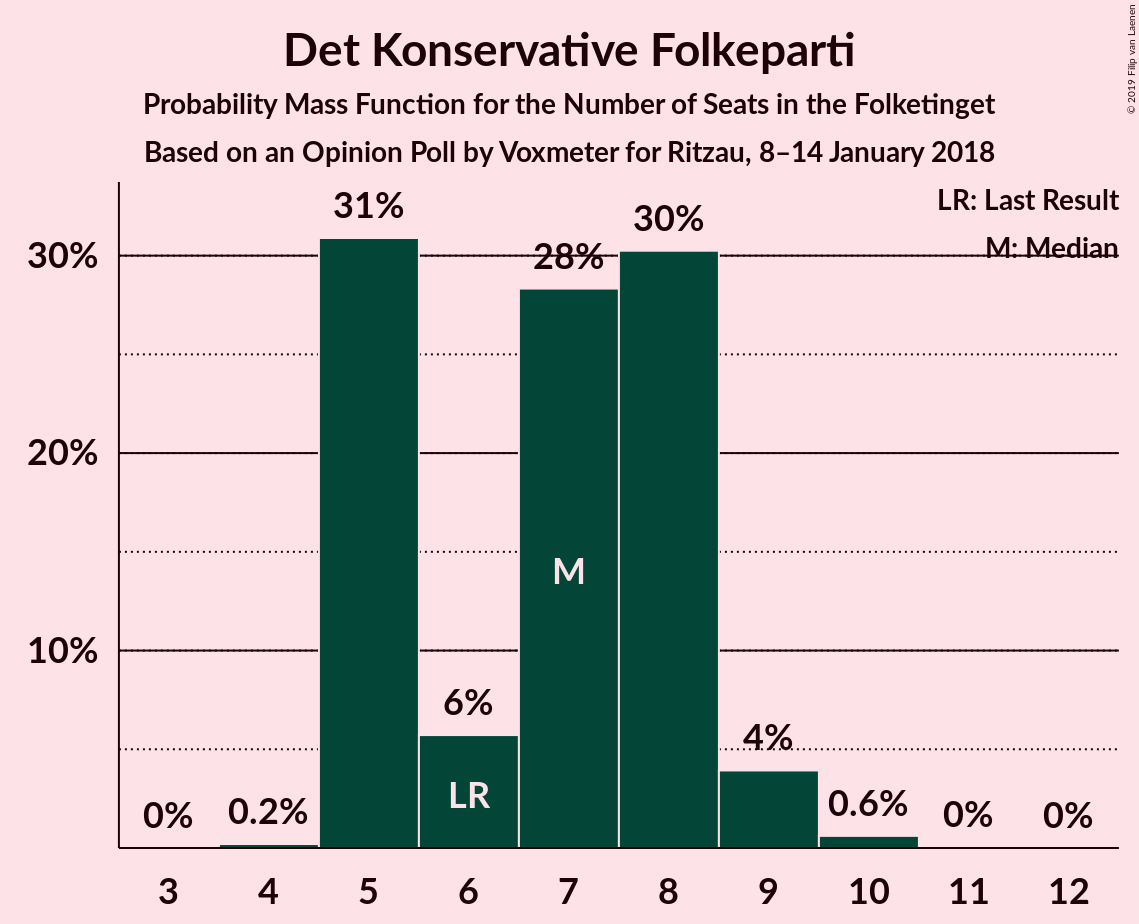 Det Konservative Folkeparti
Probability Mass Function for the Number of Seats in the Folketinget
Based on an Opinion Poll by Voxmeter for Ritzau, 8–14 January 2018
© 2019 Filip van Laenen
LR: Last Result
M: Median
31%
30%
28%
30%
20%
10%
M
6%
LR
4%
0%
0.2%
0.6%
0%
0%
3 4 5 6 7 8 9 10 11 12